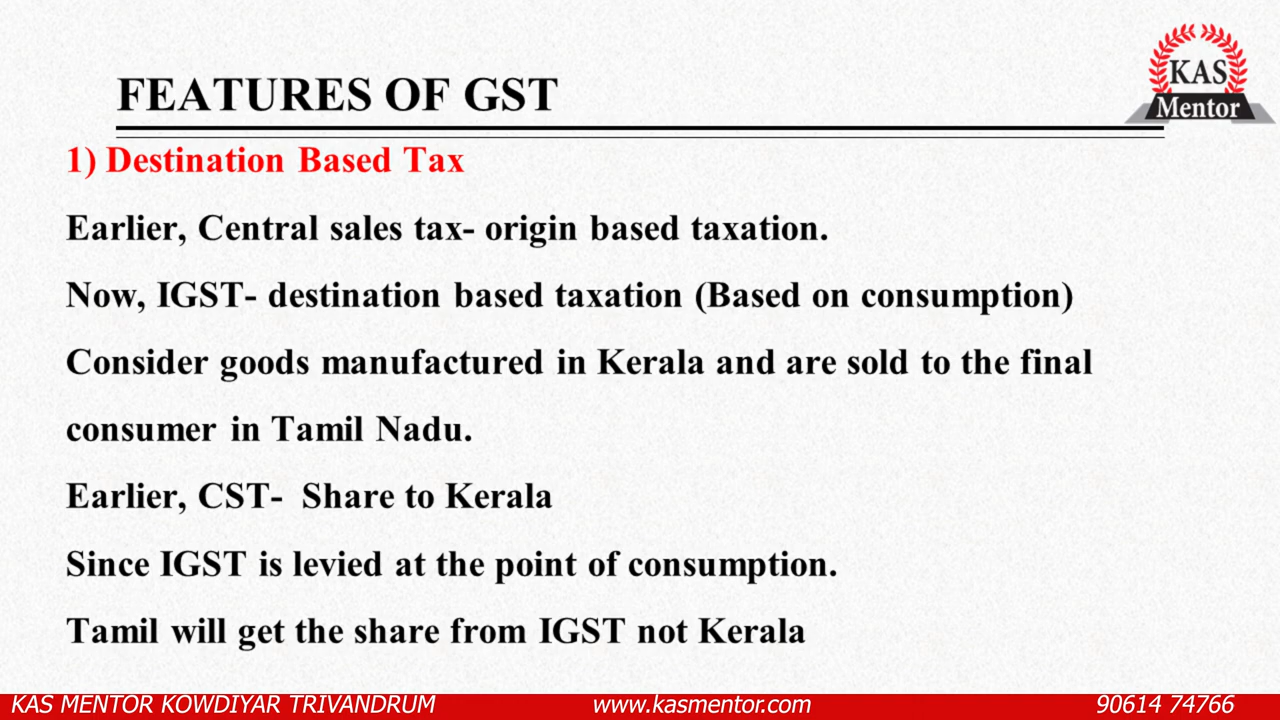 FEATURES OF GST
KAS
Mentor
1) Destination Based Tax
Earlier, Central sales tax- origin based taxation.
Now, IGST- destination based taxation (Based on consumption)
Consider goods manufactured in Kerala and are sold to the final
consumer in Tamil Nadu.
Earlier, CST- Share to Kerala
Since IGST is levied at the point of consumption.
Tamil will get the share from IGST not Kerala
KAS MENTOR KOWDIYAR TRIVANDRUM www.kasmentor.com 90614 74766